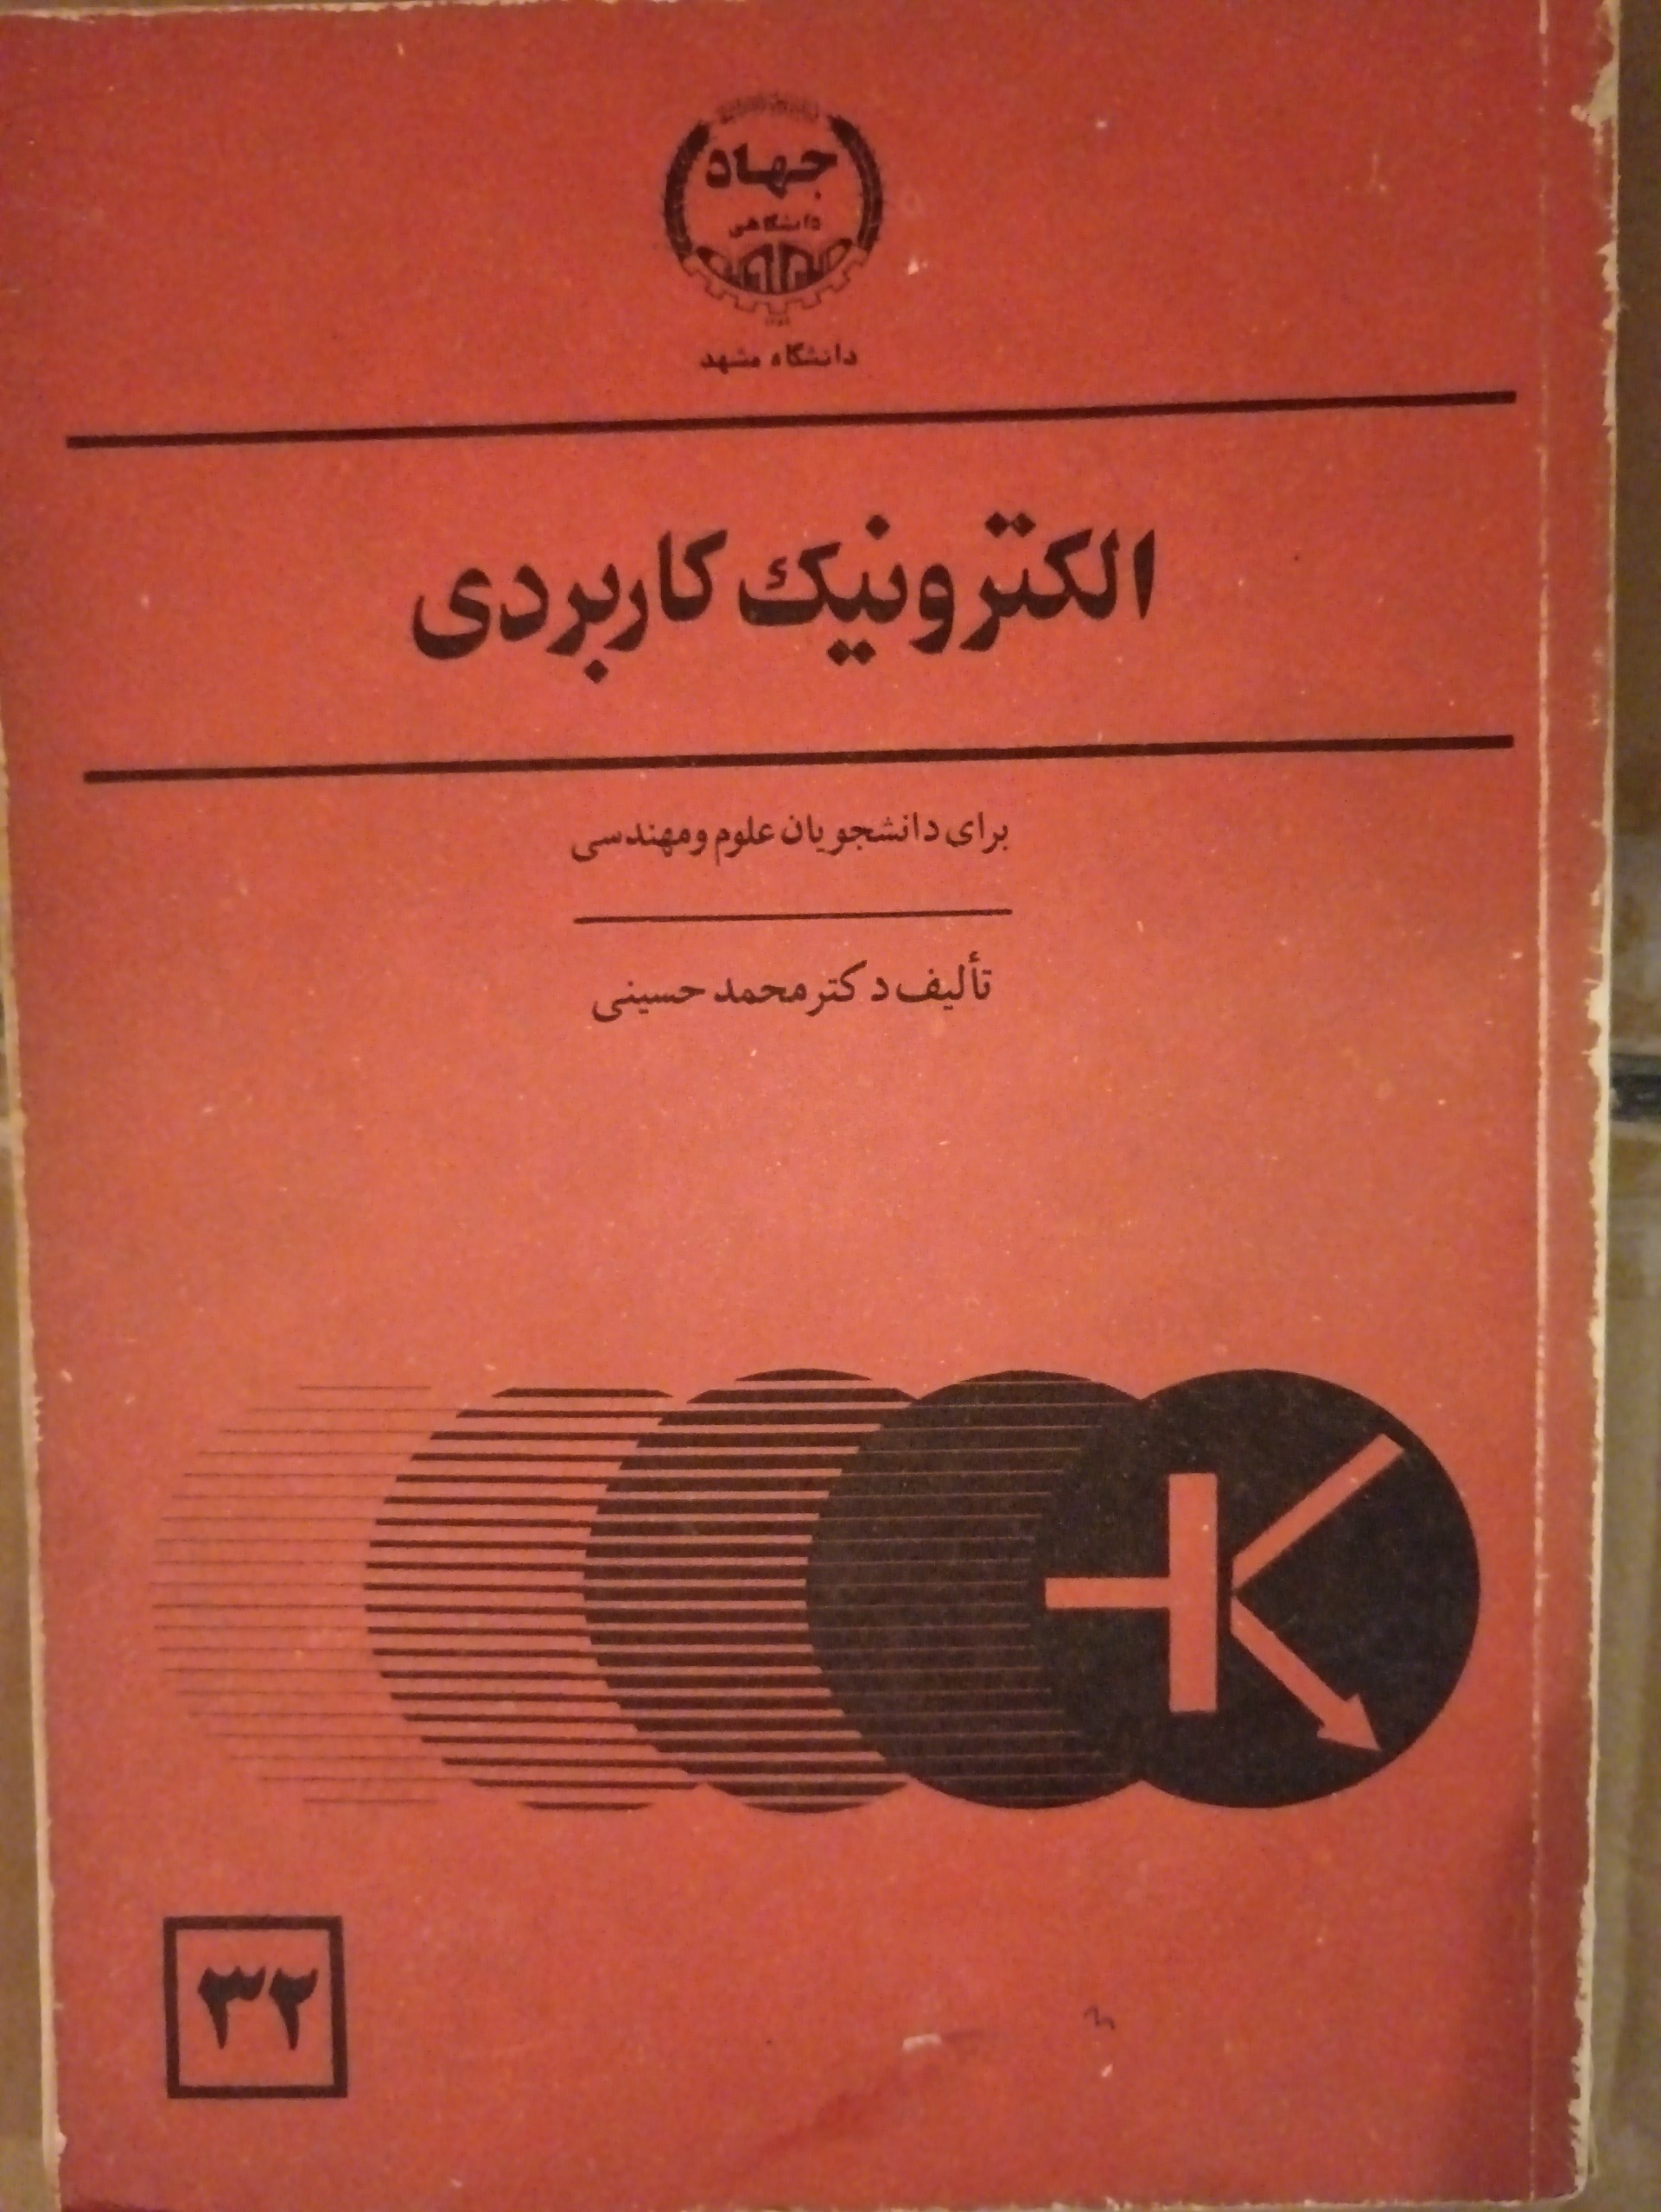 جهاد
دانشگاهی
دانشگاه مشهد
الکترونیک کاربردی
برای دانشجویان علوم ومهندسی
تألیف دکتر محمد حسینی
۳۲